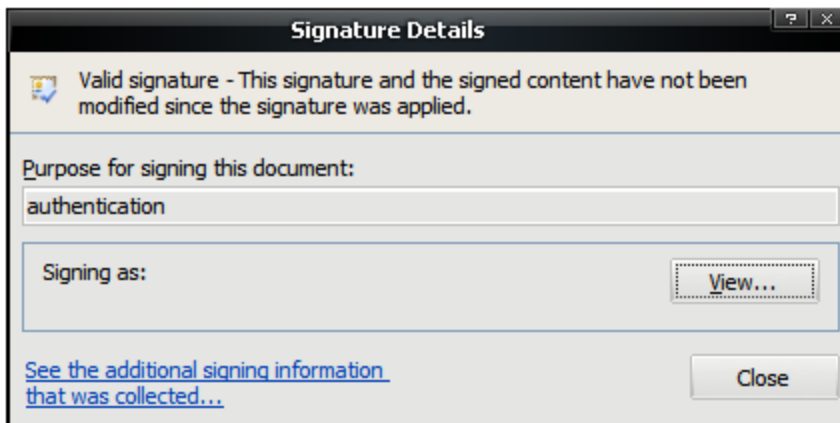 Signature Details
? X
Valid signature - This signature and the signed content have not been
modified since the signature was applied.
Purpose for signing this document:
authentication
Signing as:
View...
See the additional signing information
that was collected...
Close